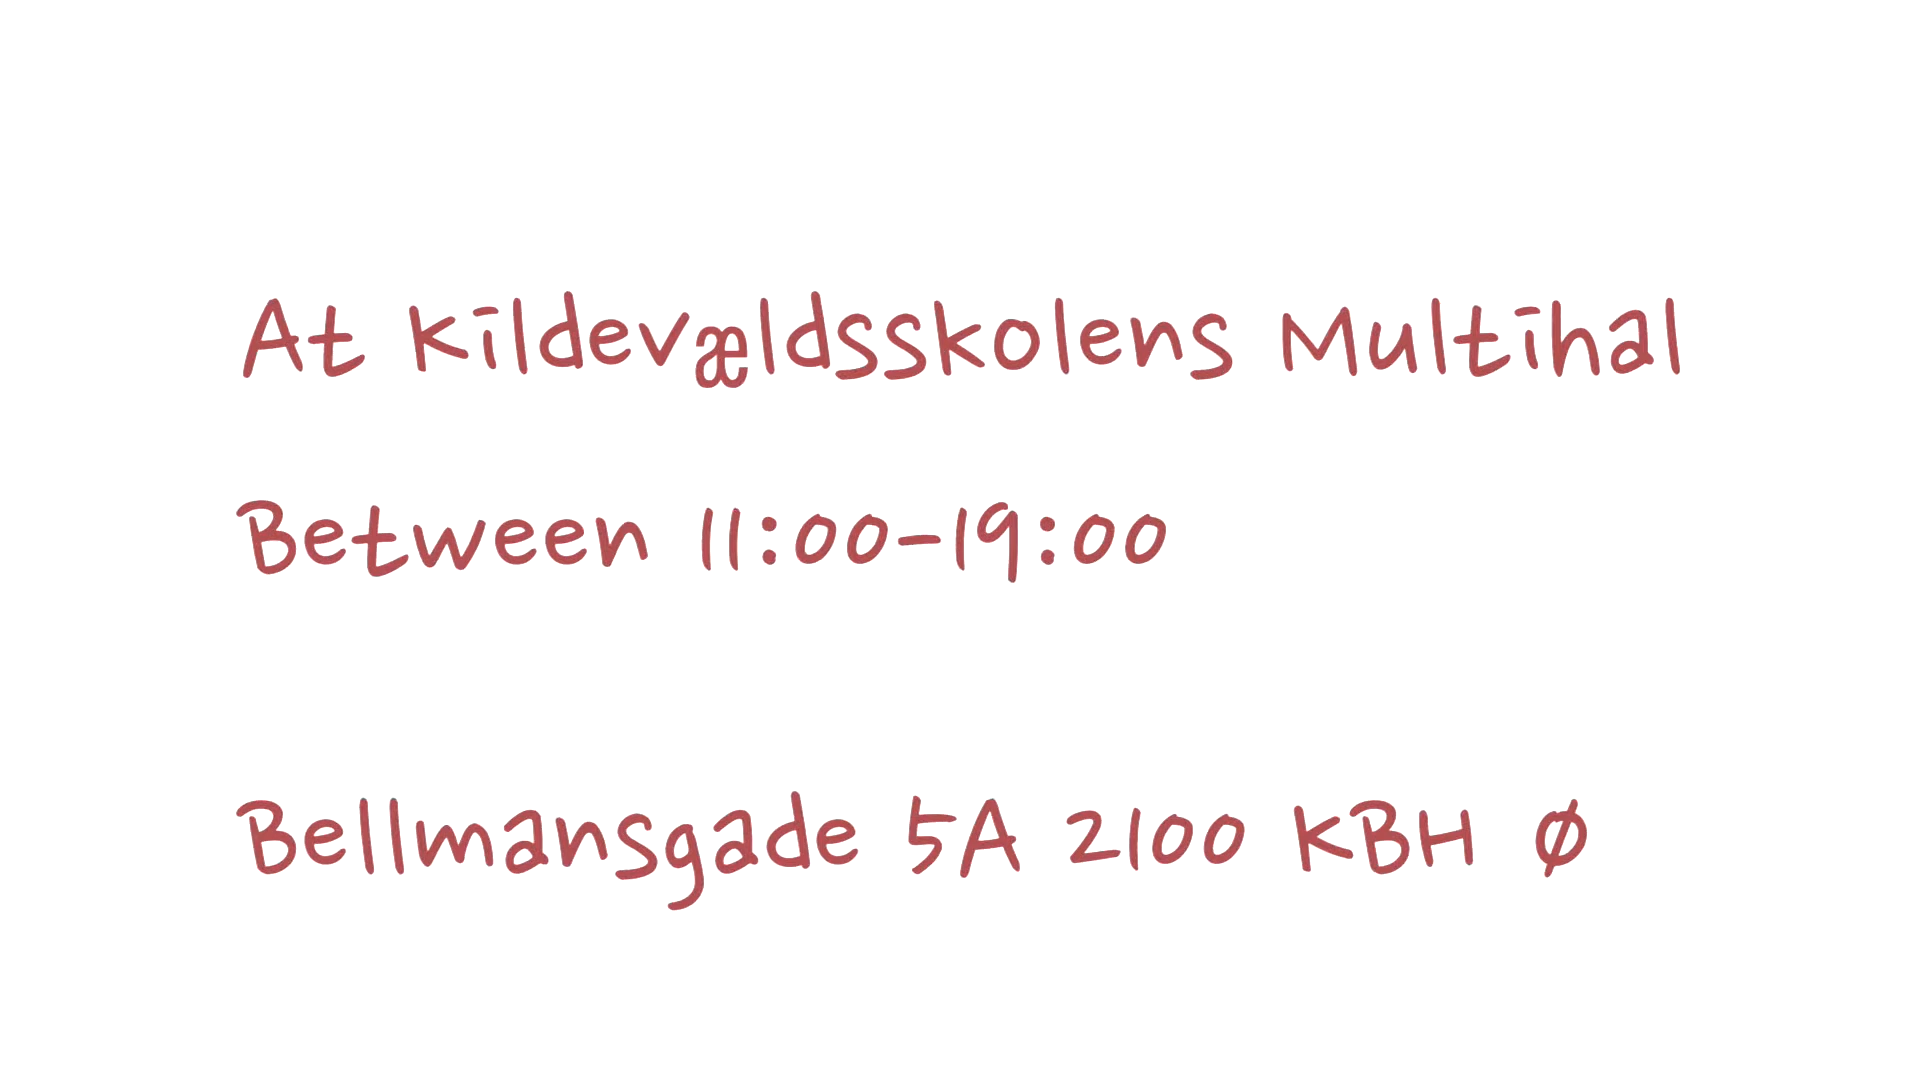 At Kildevældsskolens Multihal
Between 11:00-19:00
Bellmansgade 5A 2100 KBH Ø